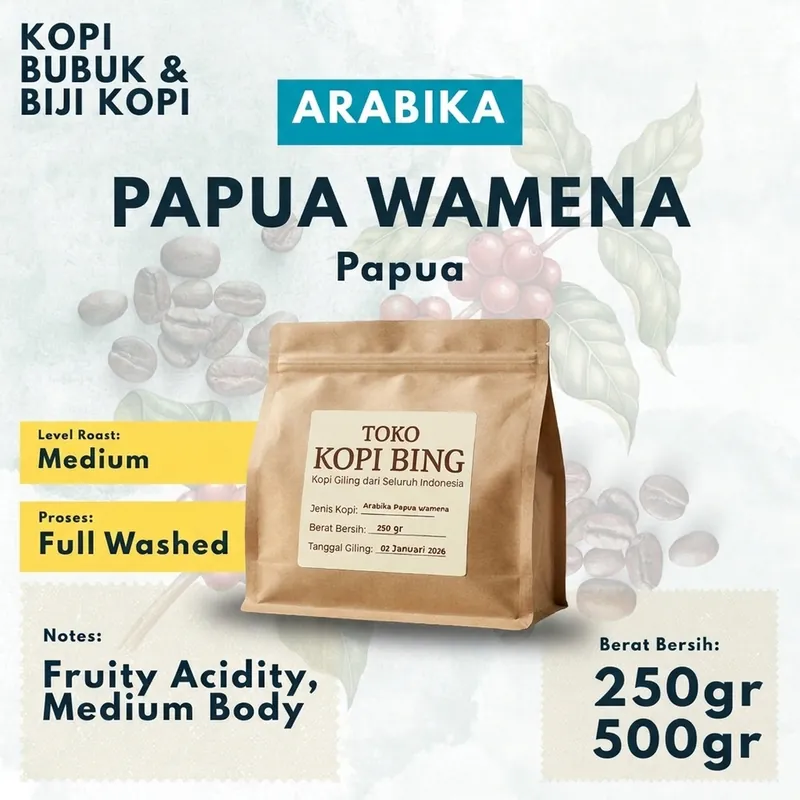 KOPI
BUBUK &
BIJI KOPI
ARABIKA
PAPUA WAMENA
Papua
Level Roast:
Medium
Proses:
Full Washed
TOKO
KOPI BING
Kopi Giling dari Seluruh Indonesia
Jenis Kopi: Arabika Papua wamena
Berat Bersih: 250 gr
Tanggal Giling: 02 Januari 2026
Notes:
Fruity Acidity,
Medium Body
Berat Bersih:
250gr
500gr